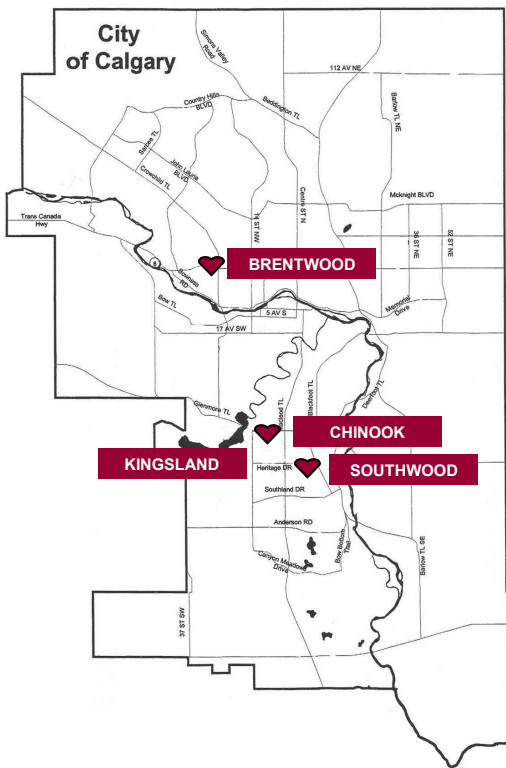 City
of Calgary
Simons Valley
Road
112 AV NE
Country Hills
BLVD
Beddington TL
Barlow TL NE
Sarcee TL
John Laurie
BLVD
Crowchild TL
Mcknight BLVD
Trans Canada
Hwy
14 ST NW
Centre ST N
36 ST NE
52 ST NE
BRENTWOOD
Bowness
RD
Bow TL
5 AV S
Memorial
Drive
17 AV SW
Deerfoot TL
Blackfoot TL
Macleod TL
Glenmore TL
CHINOOK
KINGSLAND
Heritage DR
SOUTHWOOD
Southland DR
Anderson RD
Bow Bottom
Trail
Canyon Meadows
Drive
Barlow TL SE
37 ST SW